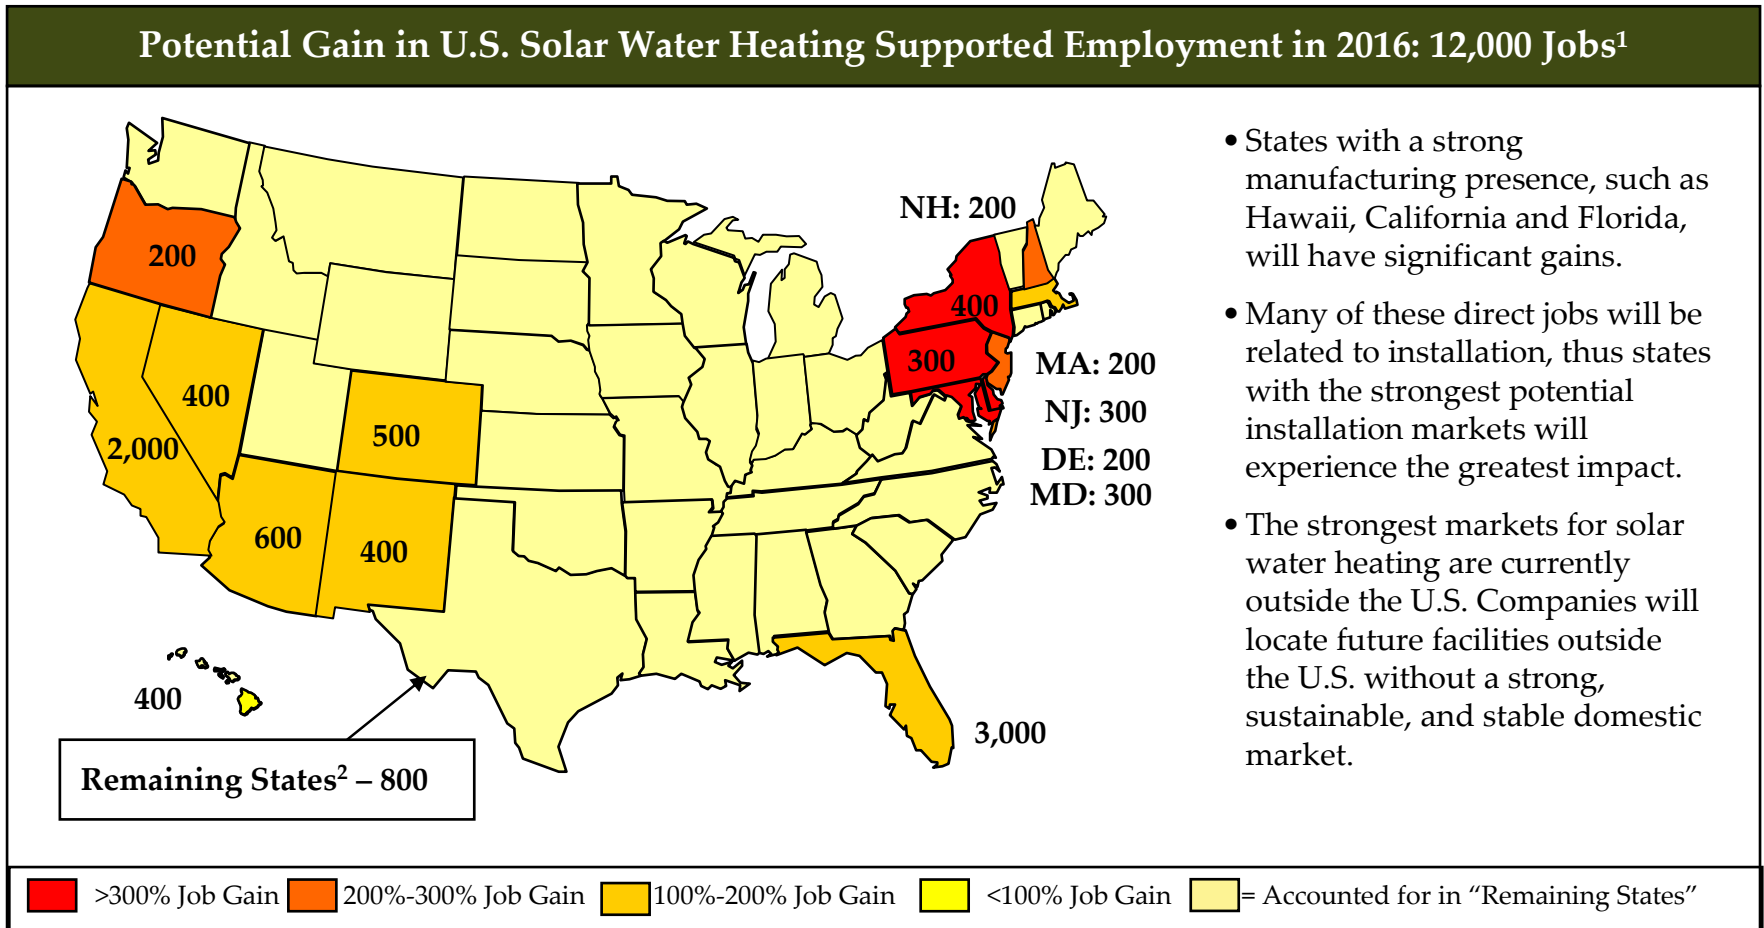 Potential Gain in U.S. Solar Water Heating Supported Employment in 2016: 12,000 Jobs¹
NH: 200
200
400
300
MA: 200
400
NJ: 300
2,000
500
DE: 200
MD: 300
600
400
400
3,000
Remaining States² – 800
• States with a strong
manufacturing presence, such as
Hawaii, California and Florida,
will have significant gains.
• Many of these direct jobs will be
related to installation, thus states
with the strongest potential
installation markets will
experience the greatest impact.
• The strongest markets for solar
water heating are currently
outside the U.S. Companies will
locate future facilities outside
the U.S. without a strong,
sustainable, and stable domestic
market.
>300% Job Gain 200%-300% Job Gain 100%-200% Job Gain <100% Job Gain = Accounted for in “Remaining States”